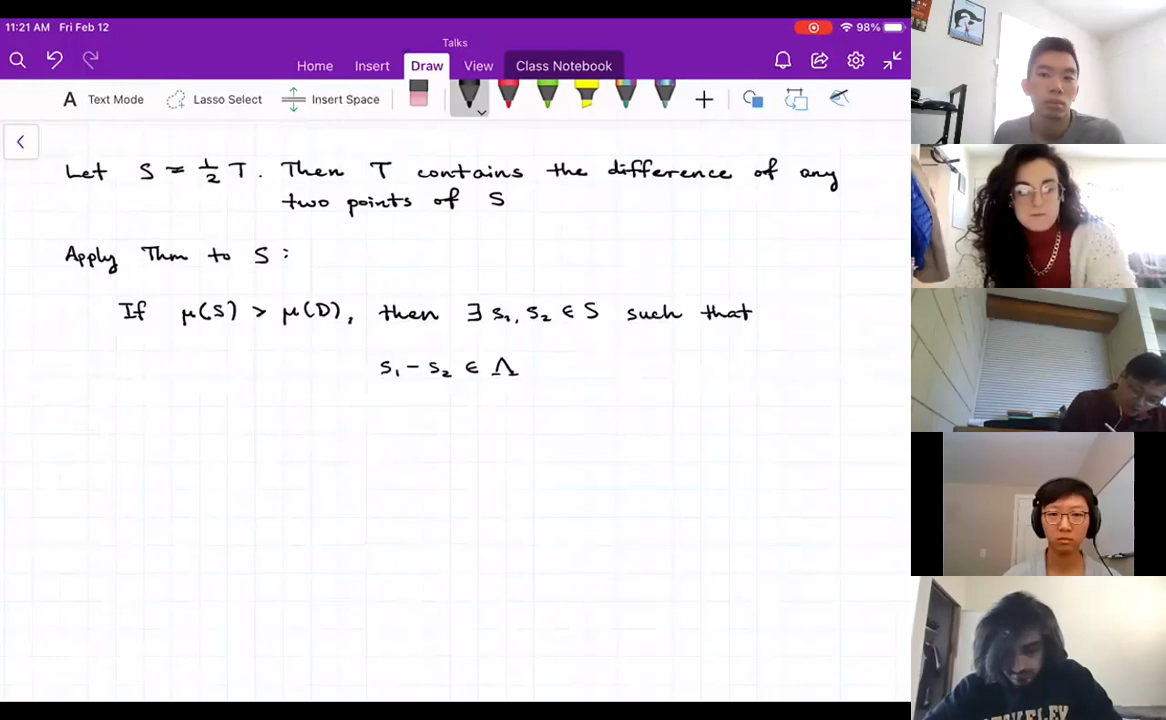 11:21 AM Fri Feb 12
98%
Talks
Home Insert Draw View Class Notebook
Text Mode Lasso Select Insert Space
Let S = ½ T. Then T contains the difference of any
two points of S
Apply Thm to S:
If μ(S) > μ(D), then ∃ s₁, s₂ ∈ S such that
s₁ - s₂ ∈ Λ